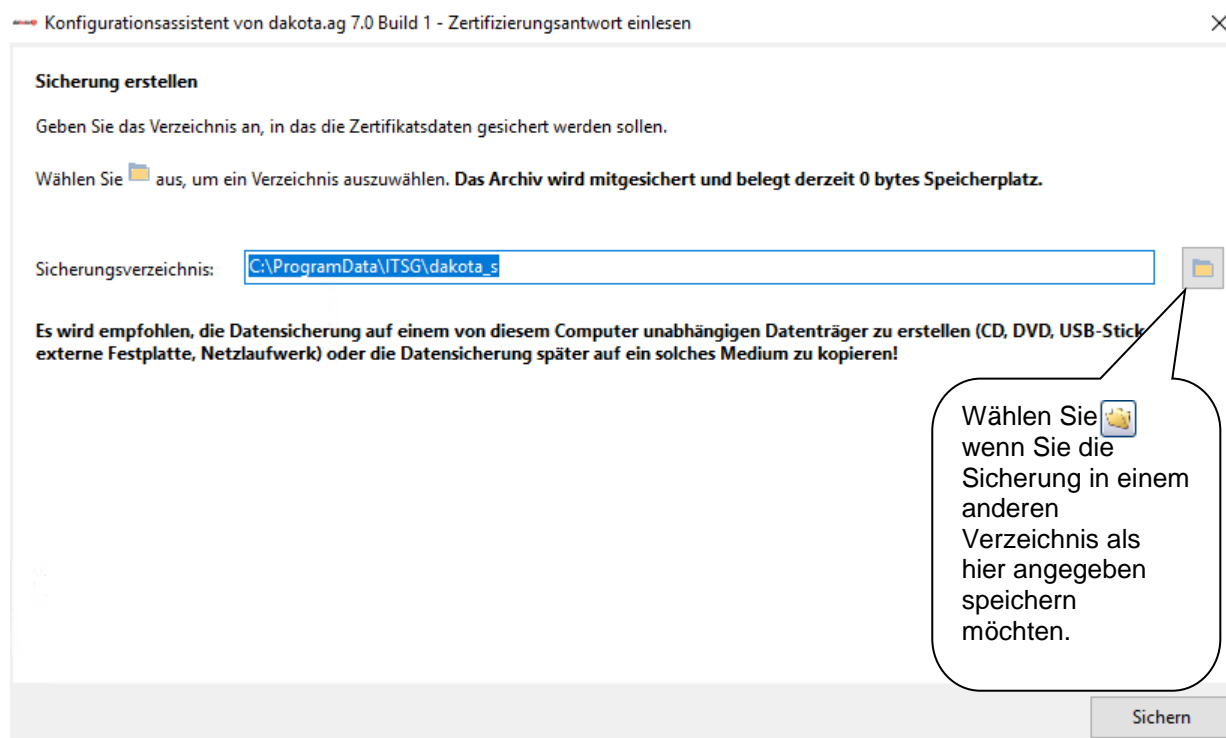 Konfigurationsassistent von dakota.ag 7.0 Build 1 - Zertifizierungsantwort einlesen
Sicherung erstellen
Geben Sie das Verzeichnis an, in das die Zertifikatsdaten gesichert werden sollen.
Wählen Sie aus, um ein Verzeichnis auszuwählen. Das Archiv wird mitgesichert und belegt derzeit 0 bytes Speicherplatz.
Sicherungsverzeichnis: C:\ProgramData\ITSG\dakota_s
Es wird empfohlen, die Datensicherung auf einem von diesem Computer unabhängigen Datenträger zu erstellen (CD, DVD, USB-Stick
externe Festplatte, Netzlaufwerk) oder die Datensicherung später auf ein solches Medium zu kopieren!
Wählen Sie
wenn Sie die
Sicherung in einem
anderen
Verzeichnis als
hier angegeben
speichern
möchten.
Sichern